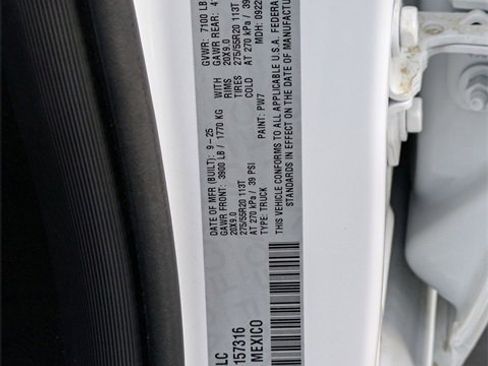 LC
157316
MEXICO
DATE OF MFR (BUILT): 9 - 25 GVWR: 7100 LB
GAWR FRONT: 3900 LB / 1770 KG WITH GAWR REAR: 4
20X9.0 RIMS 20X9.0
275/55R20 113T TIRES 275/55R20 113T
AT 270 kPa / 39 PSI COLD AT 270 kPa / 39
TYPE: TRUCK PAINT: PW7 MDH: 0922
THIS VEHICLE CONFORMS TO ALL APPLICABLE U.S.A. FEDERA
STANDARDS IN EFFECT ON THE DATE OF MANUFACTUR